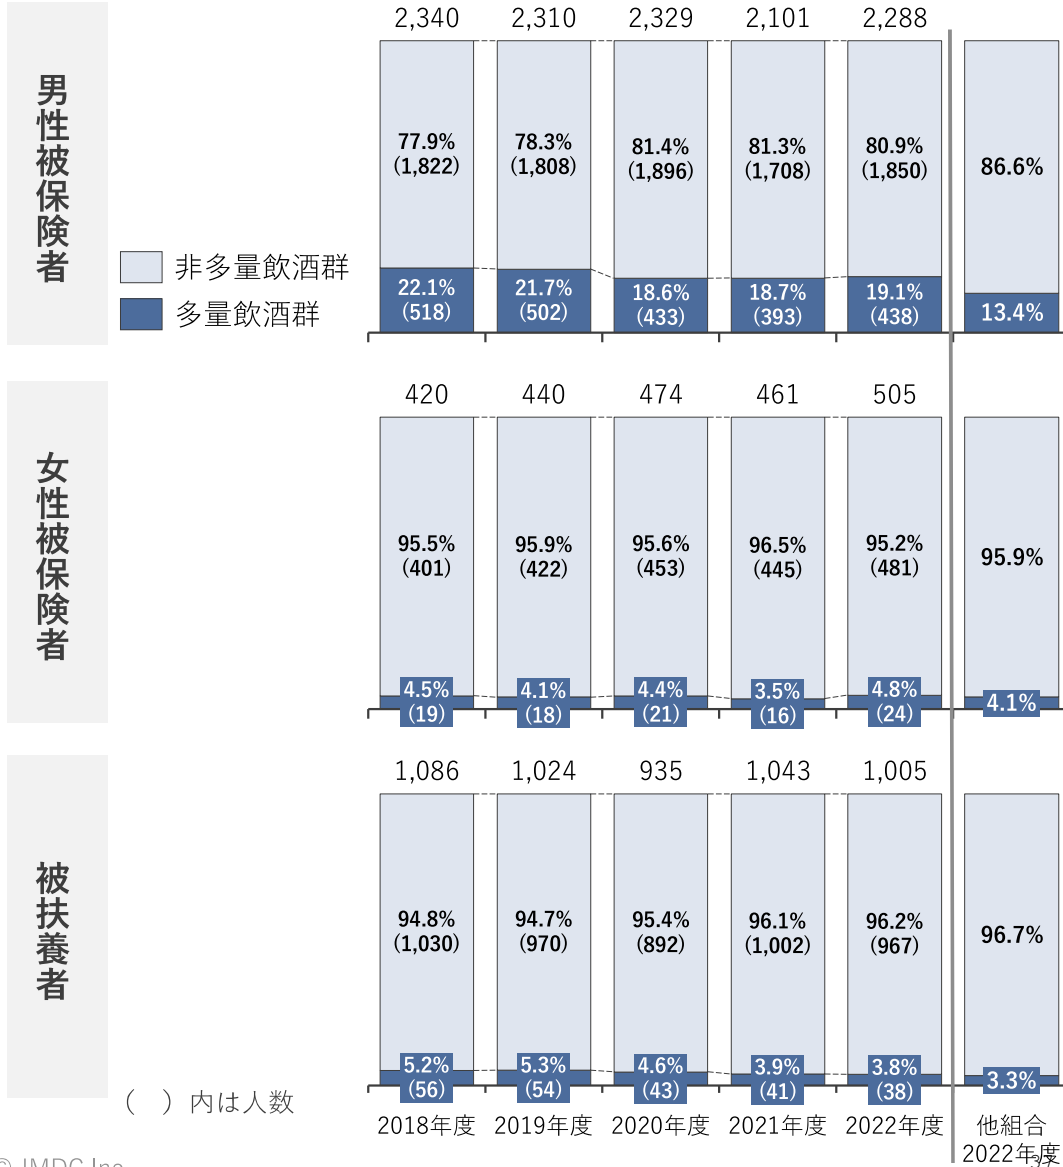 男性被保険者
2,340 2,310 2,329 2,101 2,288
77.9% 78.3% 81.4% 81.3% 80.9% 86.6%
(1,822) (1,808) (1,896) (1,708) (1,850)
非多量飲酒群
多量飲酒群
22.1% 21.7% 18.6% 18.7% 19.1% 13.4%
(518) (502) (433) (393) (438)
女性被保険者
420 440 474 461 505
95.5% 95.9% 95.6% 96.5% 95.2% 95.9%
(401) (422) (453) (445) (481)
4.5% 4.1% 4.4% 3.5% 4.8% 4.1%
(19) (18) (21) (16) (24)
被扶養者
1,086 1,024 935 1,043 1,005
94.8% 94.7% 95.4% 96.1% 96.2% 96.7%
(1,030) (970) (892) (1,002) (967)
5.2% 5.3% 4.6% 3.9% 3.8% 3.3%
(56) (54) (43) (41) (38)
（　）内は人数
2018年度 2019年度 2020年度 2021年度 2022年度 他組合
2022年度
© JMDC Inc.